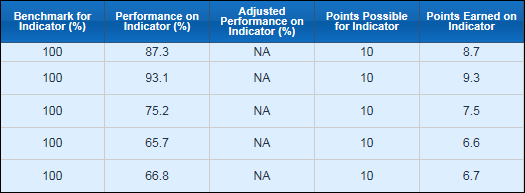 Benchmark for Indicator (%) Performance on Indicator (%) Adjusted Performance on Indicator (%) Points Possible for Indicator Points Earned on Indicator
100 87.3 NA 10 8.7
100 93.1 NA 10 9.3
100 75.2 NA 10 7.5
100 65.7 NA 10 6.6
100 66.8 NA 10 6.7